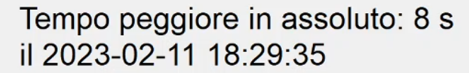 Tempo peggiore in assoluto: 8 s
il 2023-02-11 18:29:35